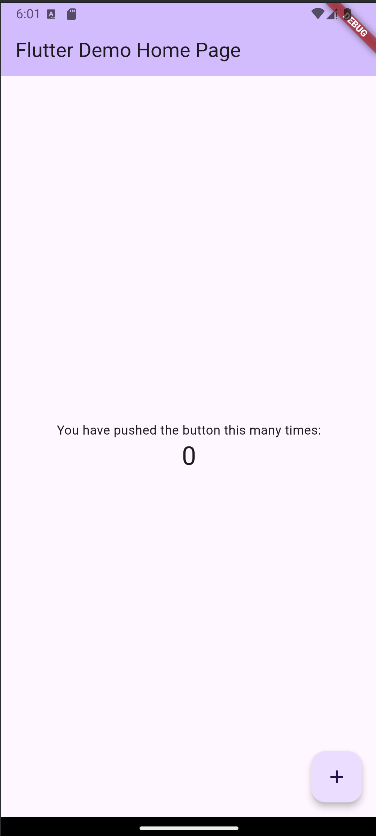 6:01
DEBUG
Flutter Demo Home Page
You have pushed the button this many times:
0
+